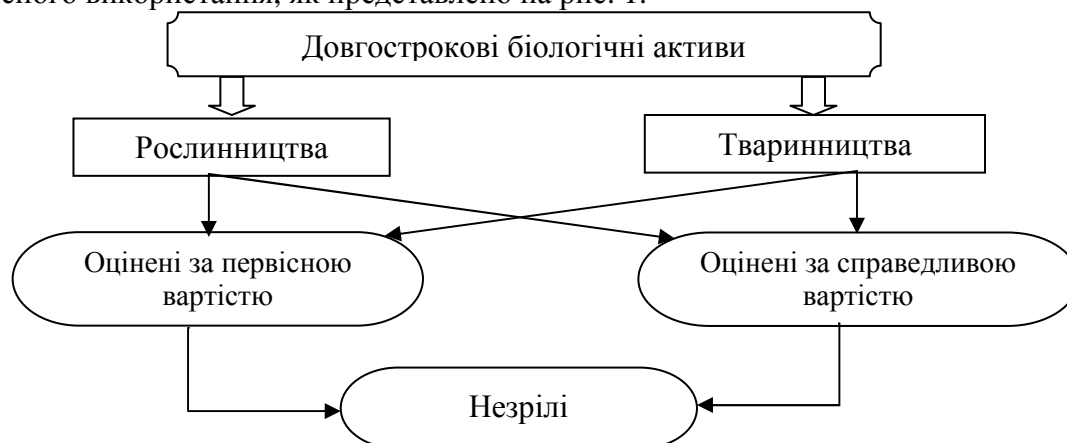 використання, як представлено на рис. 1.
Довгострокові біологічні активи
Рослинництва
Тваринництва
Оцінені за первісною
вартістю
Оцінені за справедливою
вартістю
Незрілі